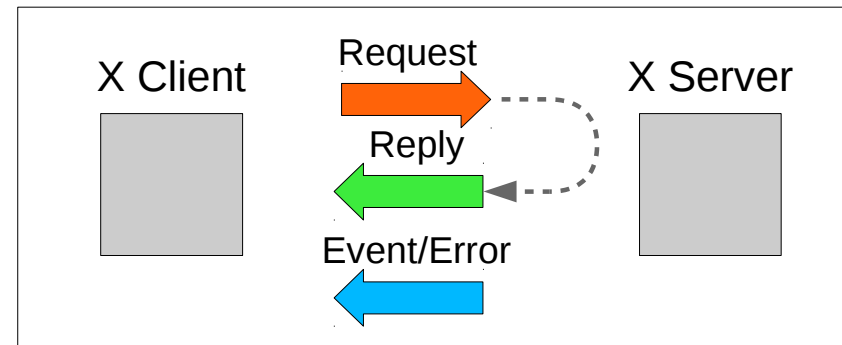 Request
X Client
X Server
Reply
Event/Error